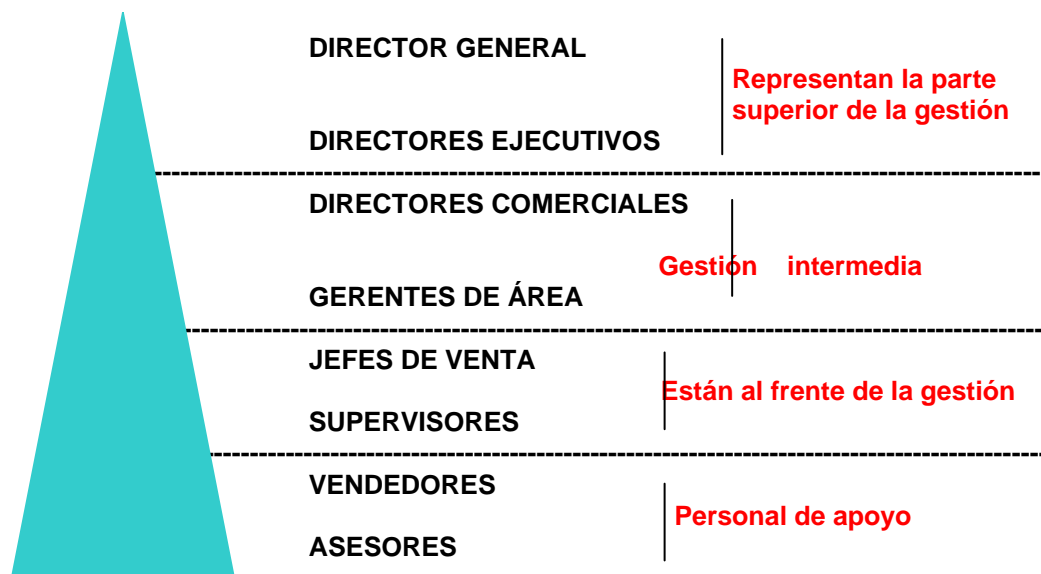 DIRECTOR GENERAL
Representan la parte
superior de la gestión
DIRECTORES EJECUTIVOS
DIRECTORES COMERCIALES
Gestión intermedia
GERENTES DE ÁREA
JEFES DE VENTA
Están al frente de la gestión
SUPERVISORES
VENDEDORES
Personal de apoyo
ASESORES